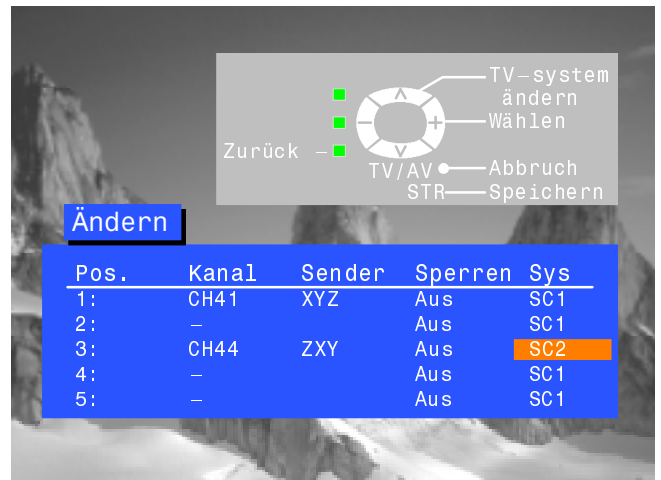 TV–system
ändern
Wählen
Zurück –
TV/AV Abbruch
STR Speichern
Ändern
Pos. Kanal Sender Sperren Sys
1: CH41 XYZ Aus SC1
2: – Aus SC1
3: CH44 ZXY Aus SC2
4: – Aus SC1
5: – Aus SC1